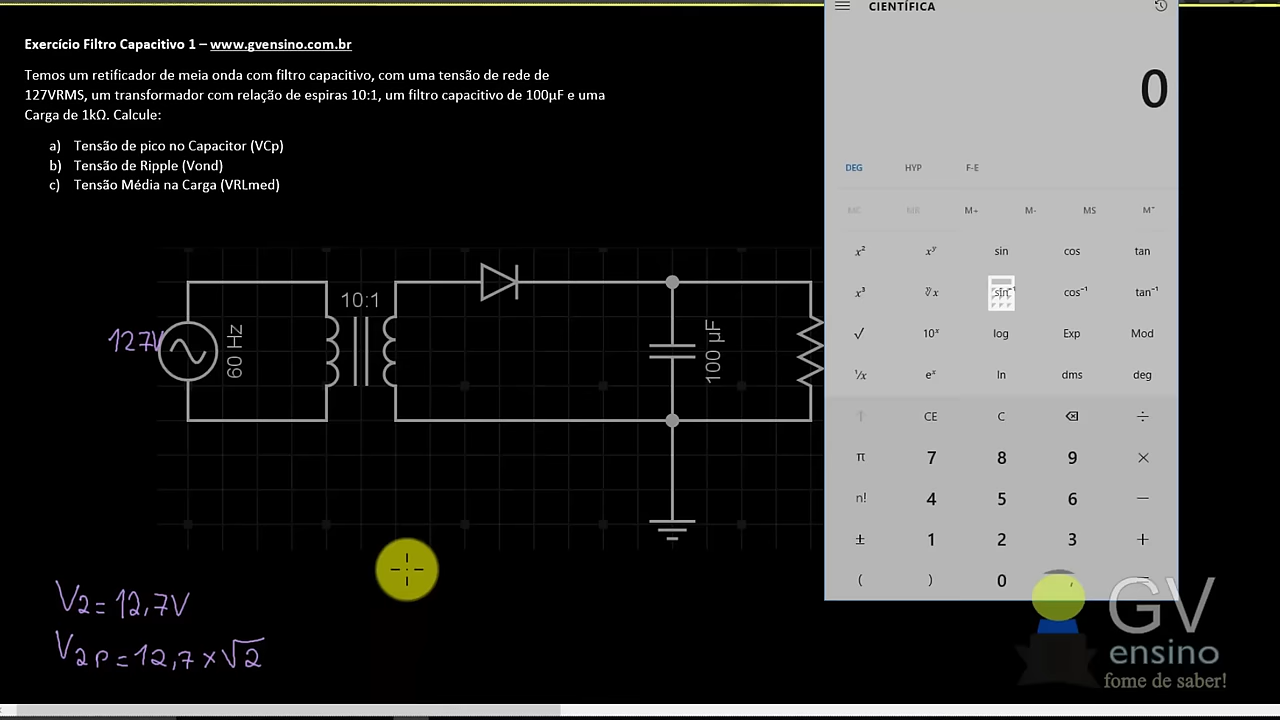 CIENTÍFICA
0
Exercício Filtro Capacitivo 1 – www.gvensino.com.br
Temos um retificador de meia onda com filtro capacitivo, com uma tensão de rede de
127VRMS, um transformador com relação de espiras 10:1, um filtro capacitivo de 100µF e uma
Carga de 1kΩ. Calcule:
a) Tensão de pico no Capacitor (VCp)
b) Tensão de Ripple (Vond)
c) Tensão Média na Carga (VRLmed)
DEG HYP F-E
MC MR M+ M- MS M˅
x² xʸ sin cos tan
x³ ʸ√x sin⁻¹ cos⁻¹ tan⁻¹
√ 10ˣ log Exp Mod
¹/x eˣ ln dms deg
↑ CE C ⌫ ÷
π 7 8 9 ×
n! 4 5 6 −
± 1 2 3 +
( ) 0 ,
127V
60 Hz
10:1
100 µF
V2=12,7V
V2P=12,7×√2
GV
ensino
fome de saber!